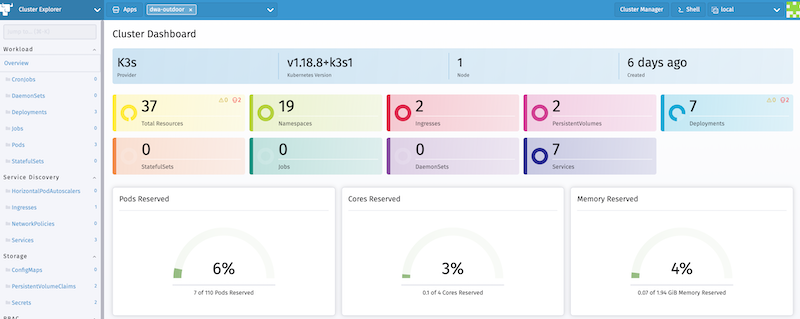 Cluster Explorer
Apps
dwa-outdoor ×
Cluster Manager
Shell
local
Workload
Overview
CronJobs 0
DaemonSets 0
Deployments 3
Jobs 0
Pods 3
StatefulSets 0
Service Discovery
HorizontalPodAutoscalers 0
Ingresses 1
NetworkPolicies 0
Services 3
Storage
ConfigMaps 0
PersistentVolumeClaims 2
Secrets 2
RBAC
Cluster Dashboard
K3s
Provider
v1.18.8+k3s1
Kubernetes Version
1
Node
6 days ago
Created
37
Total Resources
0 2
19
Namespaces
2
Ingresses
2
PersistentVolumes
7
Deployments
0 2
0
StatefulSets
0
Jobs
0
DaemonSets
7
Services
Pods Reserved
6%
7 of 110 Pods Reserved
Cores Reserved
3%
0.1 of 4 Cores Reserved
Memory Reserved
4%
0.07 of 1.94 GiB Memory Reserved